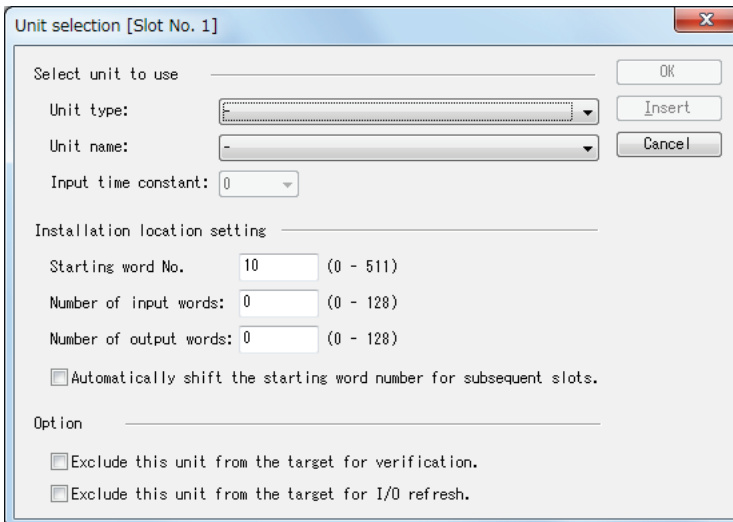 Unit selection [Slot No. 1]
Select unit to use
OK
Unit type: -
Insert
Unit name: -
Cancel
Input time constant: 0
Installation location setting
Starting word No. 10 (0 - 511)
Number of input words: 0 (0 - 128)
Number of output words: 0 (0 - 128)
Automatically shift the starting word number for subsequent slots.
Option
Exclude this unit from the target for verification.
Exclude this unit from the target for I/O refresh.